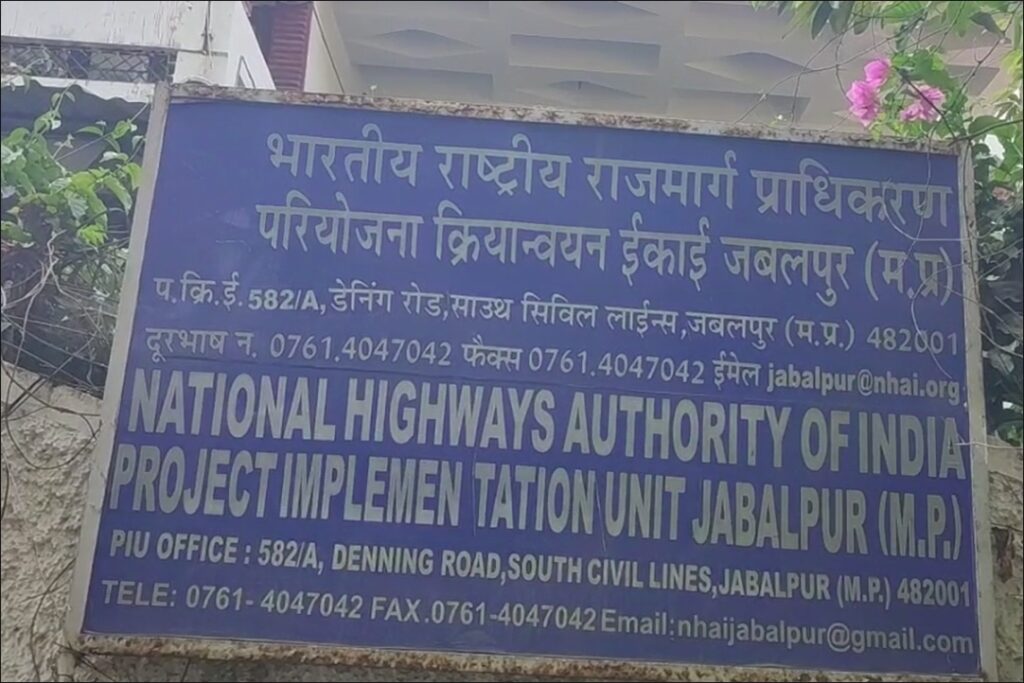 भारतीय राष्ट्रीय राजमार्ग प्राधिकरण
परियोजना क्रियान्वयन ईकाई जबलपुर (म.प्र)
प.क्रि.ई. 582/A, डेनिंग रोड,साउथ सिविल लाईन्स,जबलपुर (म.प्र.) 482001
दूरभाष न. 0761.4047042 फैक्स 0761.4047042 ईमेल jabalpur@nhai.org
NATIONAL HIGHWAYS AUTHORITY OF INDIA
PROJECT IMPLEMEN TATION UNIT JABALPUR (M.P.)
PIU OFFICE : 582/A, DENNING ROAD,SOUTH CIVIL LINES,JABALPUR (M.P.) 482001
TELE: 0761- 4047042 FAX.0761-4047042 Email:nhaijabalpur@gmail.com